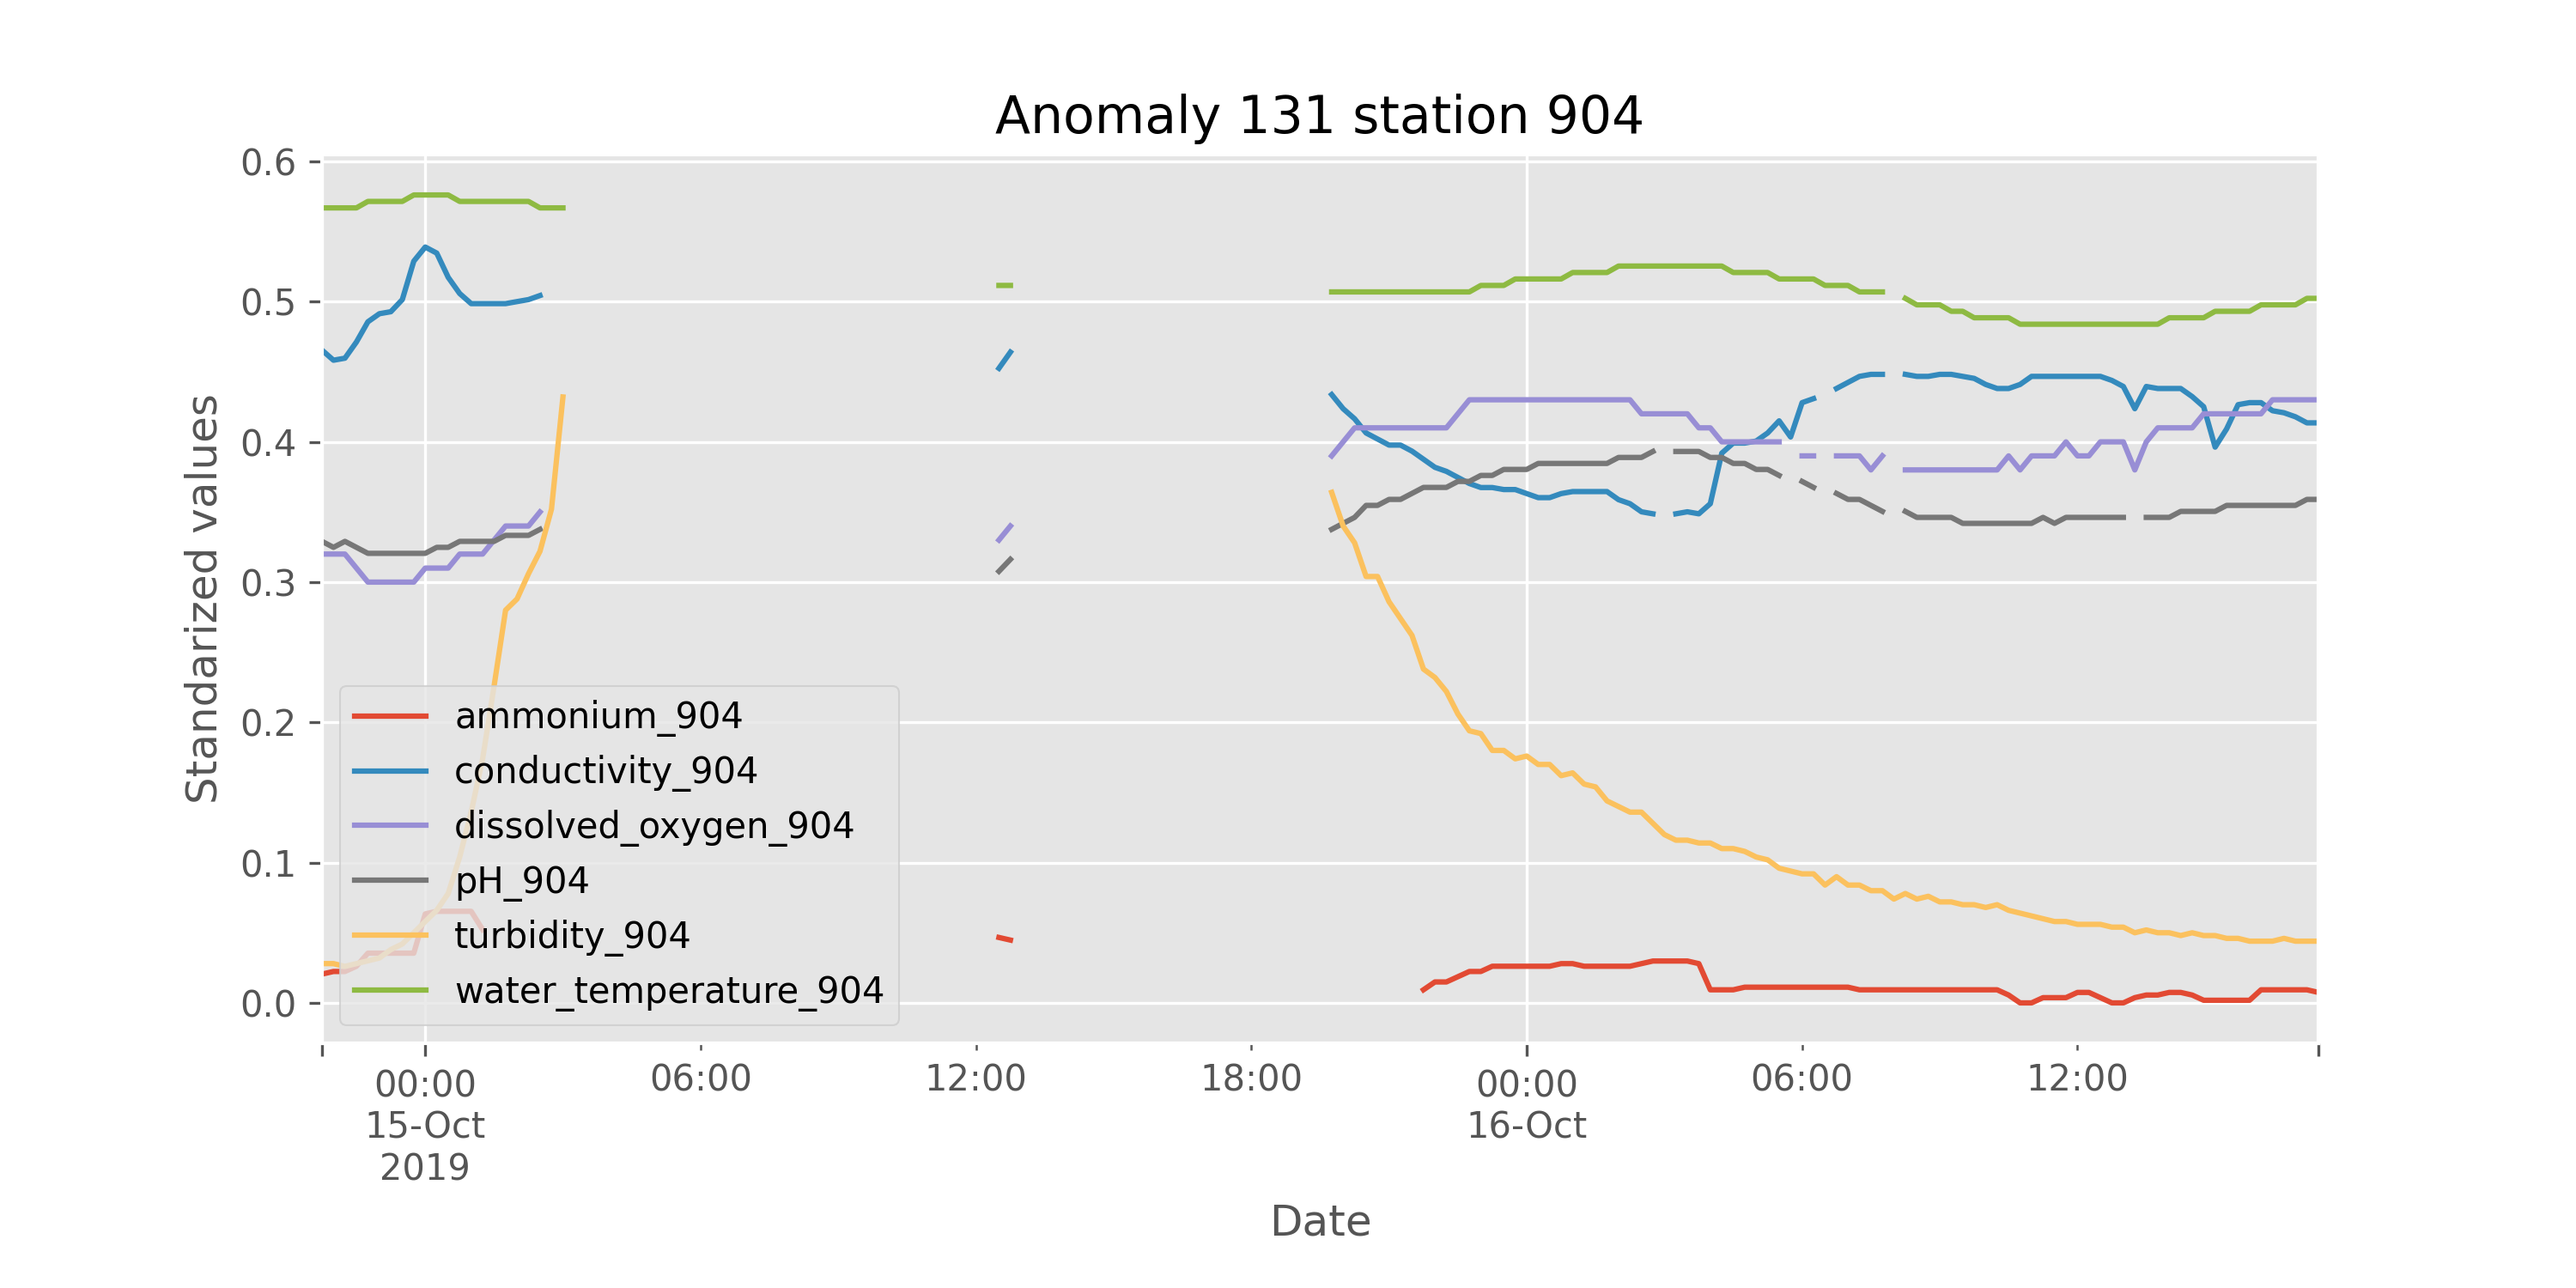 Anomaly 131 station 904
Standarized values
0.6
0.5
0.4
0.3
0.2
0.1
0.0
ammonium_904
conductivity_904
dissolved_oxygen_904
pH_904
turbidity_904
water_temperature_904
00:00 06:00 12:00 18:00 00:00 06:00 12:00
15-Oct 16-Oct
2019
Date